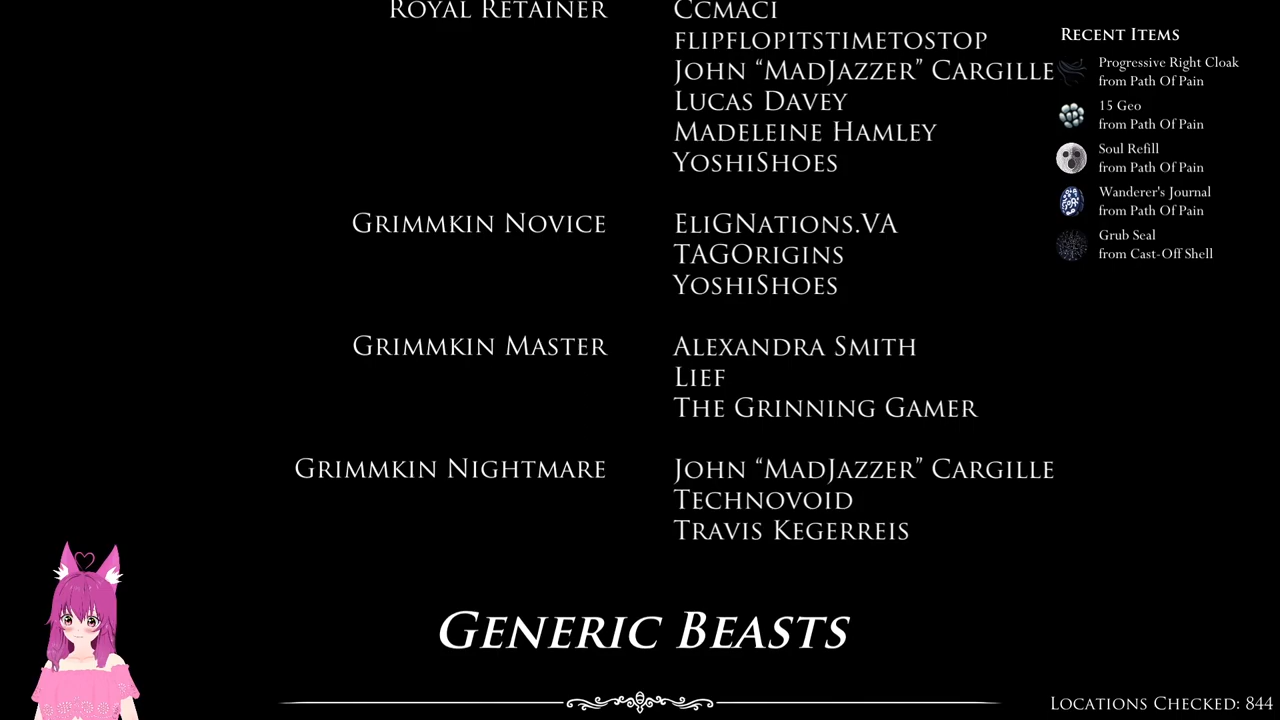 Royal Retainer
Ccmaci
flipflopitstimetostop
John “MadJazzer” Cargille
Lucas Davey
Madeleine Hamley
YoshiShoes
Grimmkin Novice
EliGNations.VA
TAGOrigins
YoshiShoes
Grimmkin Master
Alexandra Smith
Lief
The Grinning Gamer
Grimmkin Nightmare
John “MadJazzer” Cargille
Technovoid
Travis Kegerreis
Generic Beasts
Recent Items
Progressive Right Cloak
from Path Of Pain
15 Geo
from Path Of Pain
Soul Refill
from Path Of Pain
Wanderer's Journal
from Path Of Pain
Grub Seal
from Cast-Off Shell
Locations Checked: 844